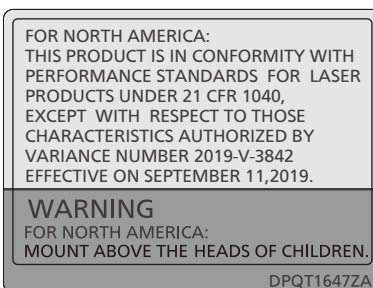 FOR NORTH AMERICA:
THIS PRODUCT IS IN CONFORMITY WITH
PERFORMANCE STANDARDS FOR LASER
PRODUCTS UNDER 21 CFR 1040,
EXCEPT WITH RESPECT TO THOSE
CHARACTERISTICS AUTHORIZED BY
VARIANCE NUMBER 2019-V-3842
EFFECTIVE ON SEPTEMBER 11,2019.
WARNING
FOR NORTH AMERICA:
MOUNT ABOVE THE HEADS OF CHILDREN.
DPQT1647ZA